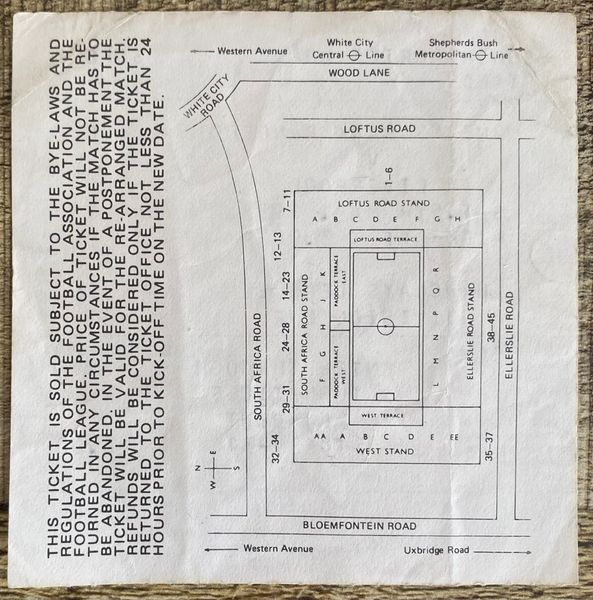 THIS TICKET IS SOLD SUBJECT TO THE BYE-LAWS AND
REGULATIONS OF THE FOOTBALL ASSOCIATION AND THE
FOOTBALL LEAGUE. PRICE OF TICKET WILL NOT BE RE-
TURNED IN ANY CIRCUMSTANCES IF THE MATCH HAS TO
BE ABANDONED. IN THE EVENT OF A POSTPONEMENT THE
TICKET WILL BE VALID FOR THE RE-ARRANGED MATCH.
REFUNDS WILL BE CONSIDERED ONLY IF THE TICKET IS
RETURNED TO THE TICKET OFFICE NOT LESS THAN 24
HOURS PRIOR TO KICK-OFF TIME ON THE NEW DATE.
Western Avenue
White City
Central Line
Shepherds Bush
Metropolitan Line
WOOD LANE
WHITE CITY
ROAD
LOFTUS ROAD
1-6
7-11
LOFTUS ROAD STAND
A B C D E F G H
LOFTUS ROAD TERRACE
12-13
14-23
24-28
29-31
32-34
SOUTH AFRICA ROAD
SOUTH AFRICA ROAD STAND
F G H J K
PADDOCK TERRACE
EAST
PADDOCK TERRACE
WEST
L M N P Q R
ELLERSLIE ROAD STAND
38-45
ELLERSLIE ROAD
WEST TERRACE
AA A B C D E EE
WEST STAND
35-37
N E S W
BLOEMFONTEIN ROAD
Western Avenue
Uxbridge Road